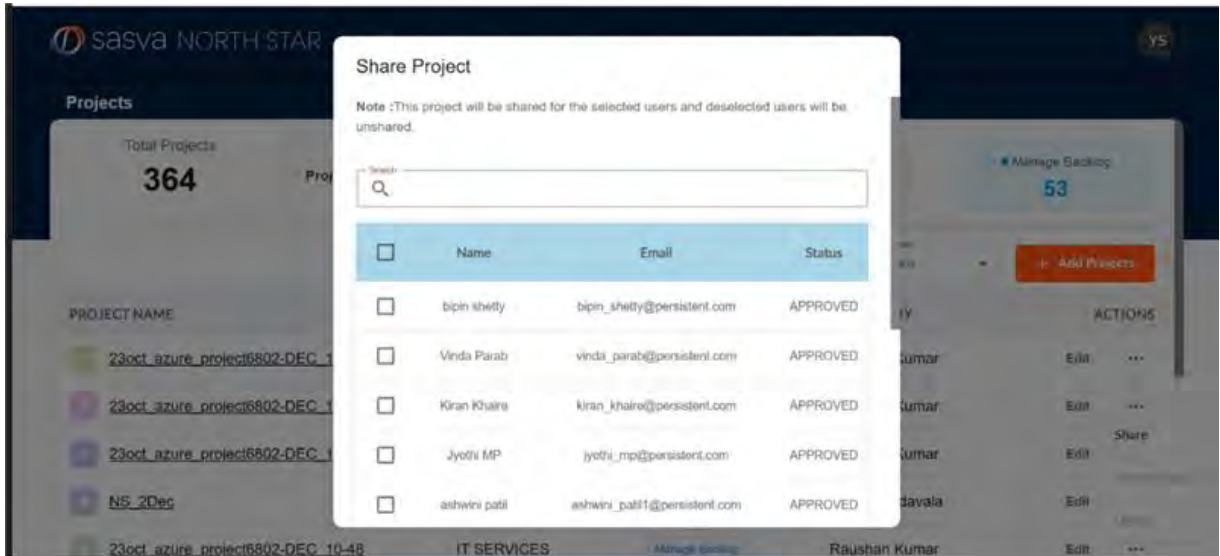 sasva NORTH STAR
YS
Share Project
Projects
Note :This project will be shared for the selected users and deselected users will be
unshared.
Total Projects
364
Manage Backlog
53
Search
Name Email Status
+ Add Projects
bipin shetty bipin_shetty@persistent.com APPROVED
PROJECT NAME ACTIONS
Vinda Parab vinda_parab@persistent.com APPROVED
23oct_azure_project6802-DEC_1 Kumar Edit ...
Kiran Khaire kiran_khaire@persistent.com APPROVED
23oct_azure_project6802-DEC_1 Kumar Edit ...
Share
Jyothi MP jyothi_mp@persistent.com APPROVED
23oct_azure_project6802-DEC_1 Kumar Edit
ashwini patil ashwini_patil1@persistent.com APPROVED
NS_2Dec davala Edit
23oct_azure_project6802-DEC_10-48 IT SERVICES Manage Backlog Raushan Kumar Edit ...